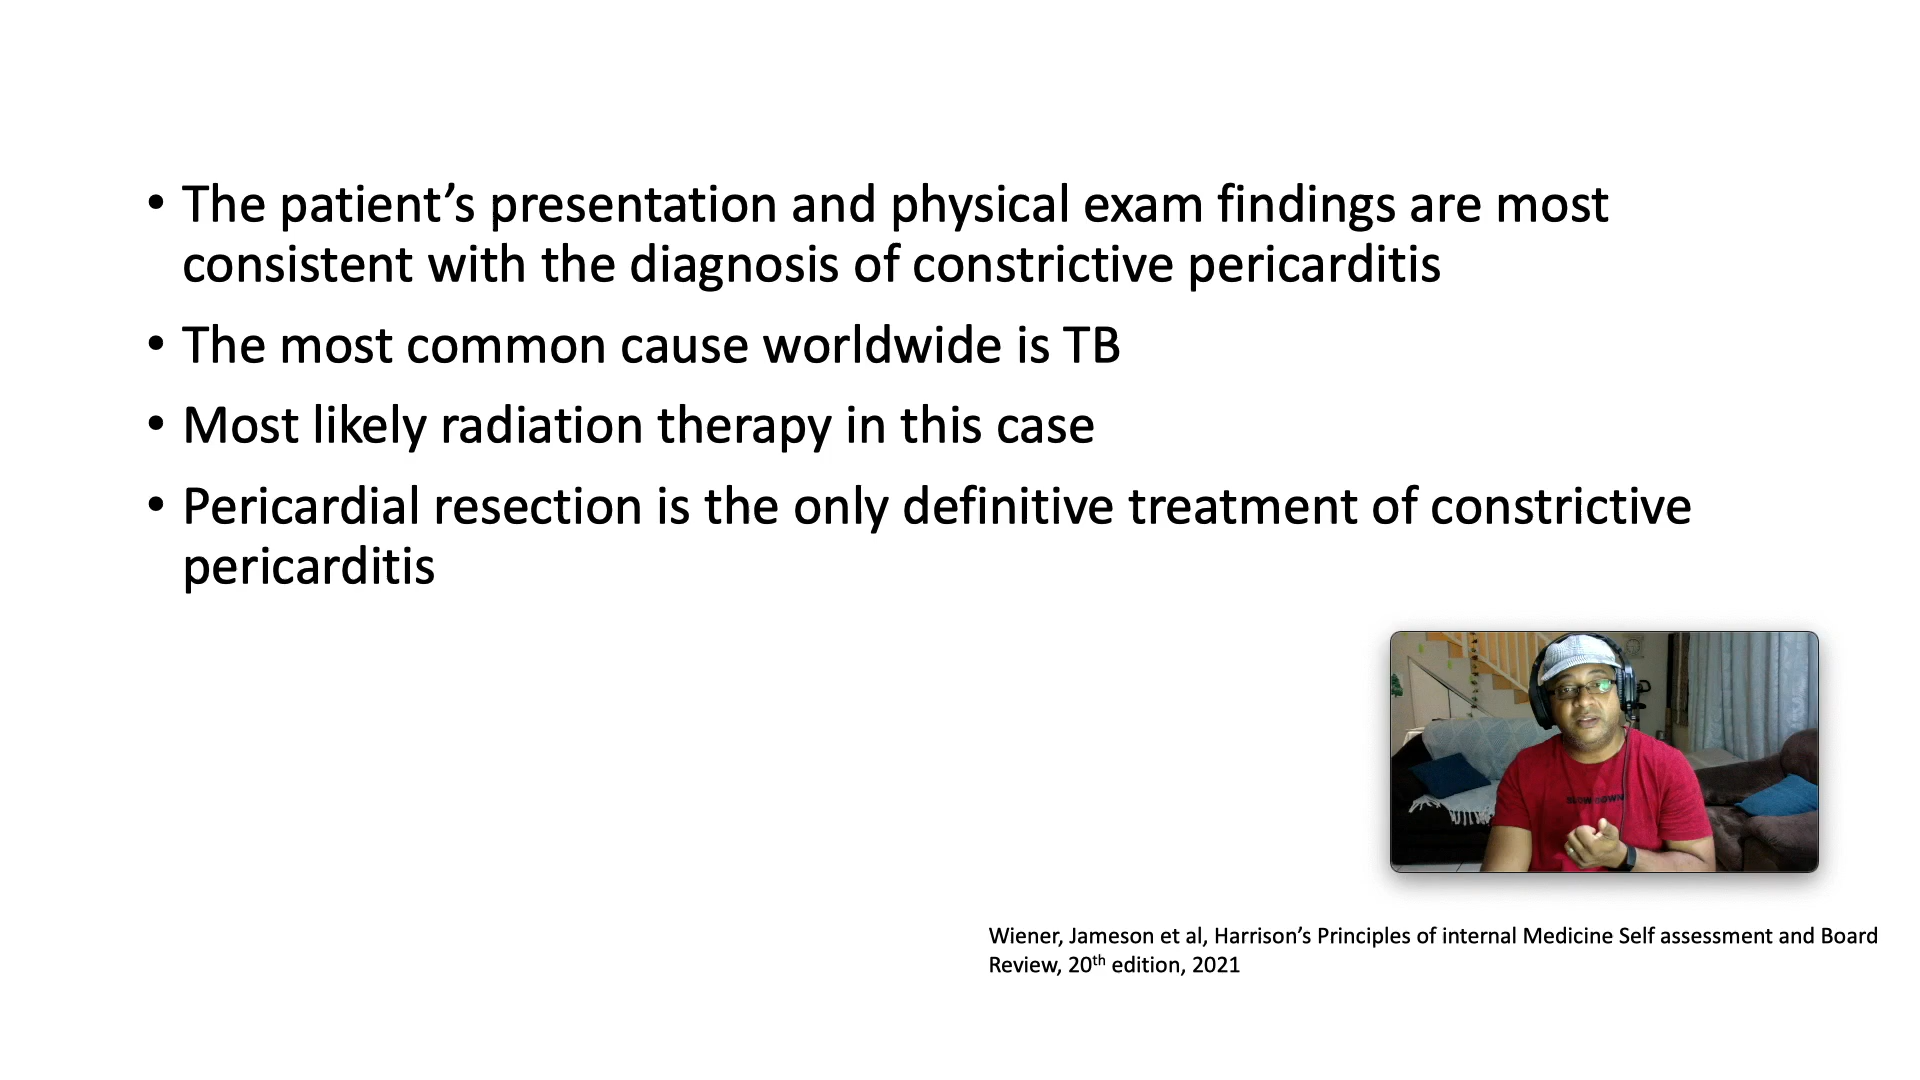 • The patient’s presentation and physical exam findings are most
consistent with the diagnosis of constrictive pericarditis
• The most common cause worldwide is TB
• Most likely radiation therapy in this case
• Pericardial resection is the only definitive treatment of constrictive
pericarditis
SLOW DOWN
Wiener, Jameson et al, Harrison’s Principles of internal Medicine Self assessment and Board
Review, 20th edition, 2021